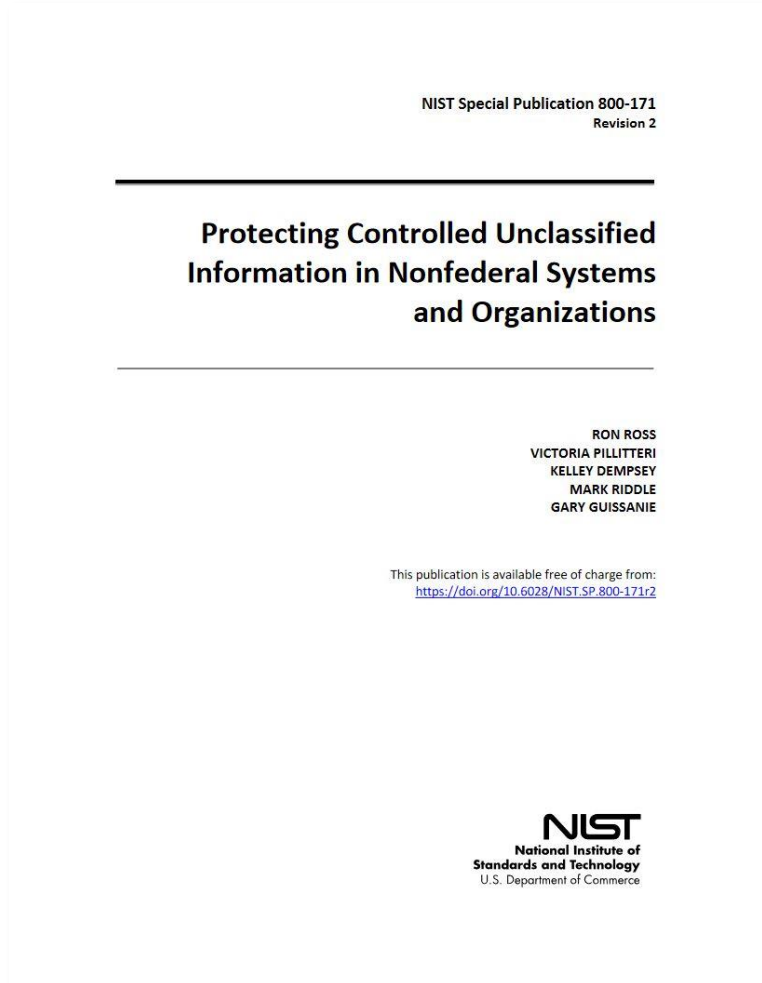 NIST Special Publication 800-171
Revision 2
Protecting Controlled Unclassified
Information in Nonfederal Systems
and Organizations
RON ROSS
VICTORIA PILLITTERI
KELLEY DEMPSEY
MARK RIDDLE
GARY GUISSANIE
This publication is available free of charge from:
https://doi.org/10.6028/NIST.SP.800-171r2
NIST
National Institute of
Standards and Technology
U.S. Department of Commerce